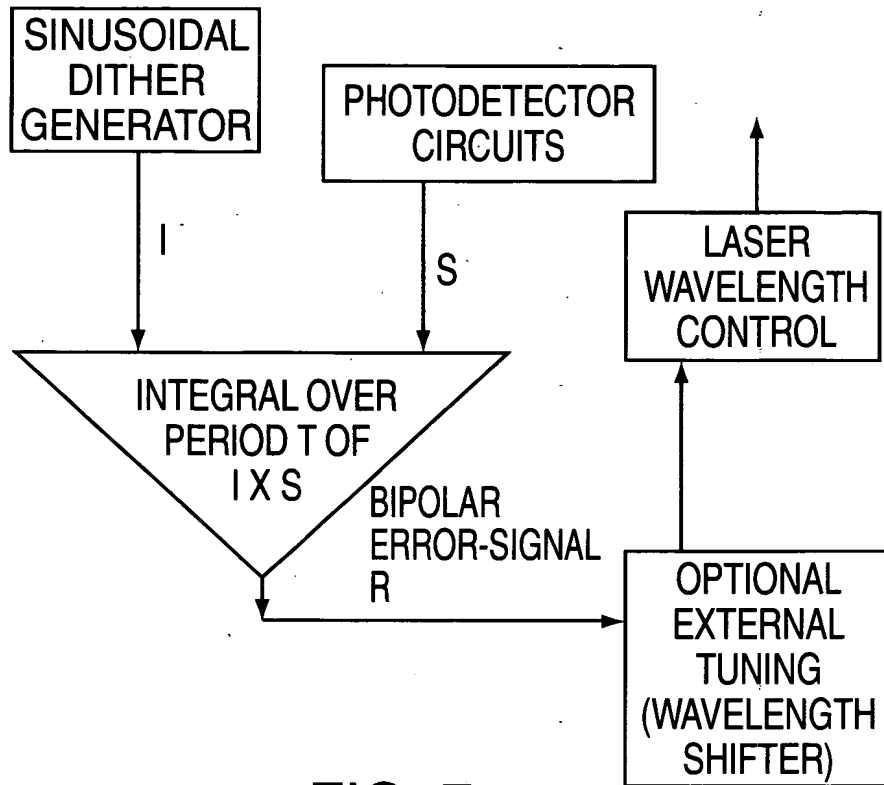 SINUSOIDAL
DITHER
GENERATOR
PHOTODETECTOR
CIRCUITS
I
S
LASER
WAVELENGTH
CONTROL
INTEGRAL OVER
PERIOD T OF
I X S
BIPOLAR
ERROR-SIGNAL
R
OPTIONAL
EXTERNAL
TUNING
(WAVELENGTH
SHIFTER)